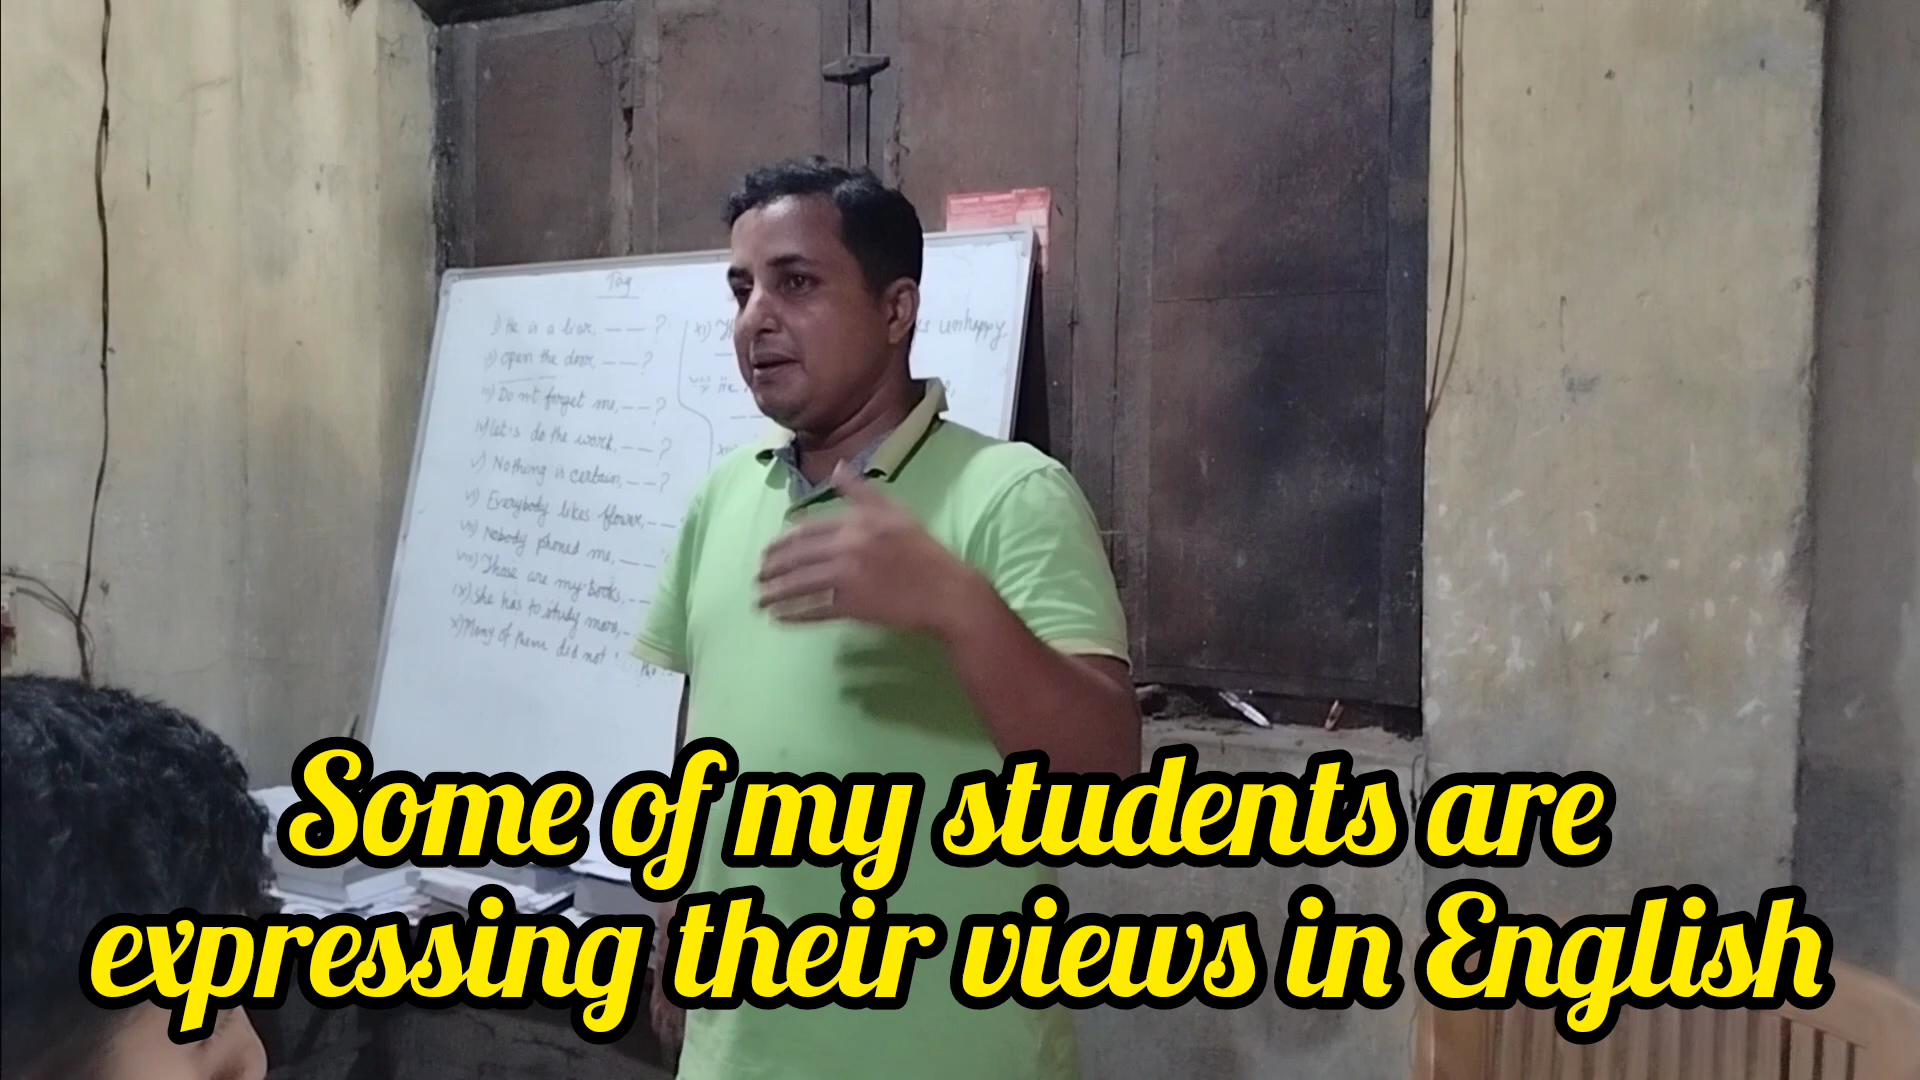 Tag
i) He is a liar, — — ?
ii) open the door, — — ?
iii) Do not forget me, — — ?
iv) let's do the work, — — ?
v) Nothing is certain, — — ?
vi) Everybody likes flower, — —
vii) Nobody phoned me, — —
viii) Those are my books, — —
ix) She has to study more, —
x) Many of them did not
xi)
unhappy,
Some of my students are
expressing their views in English